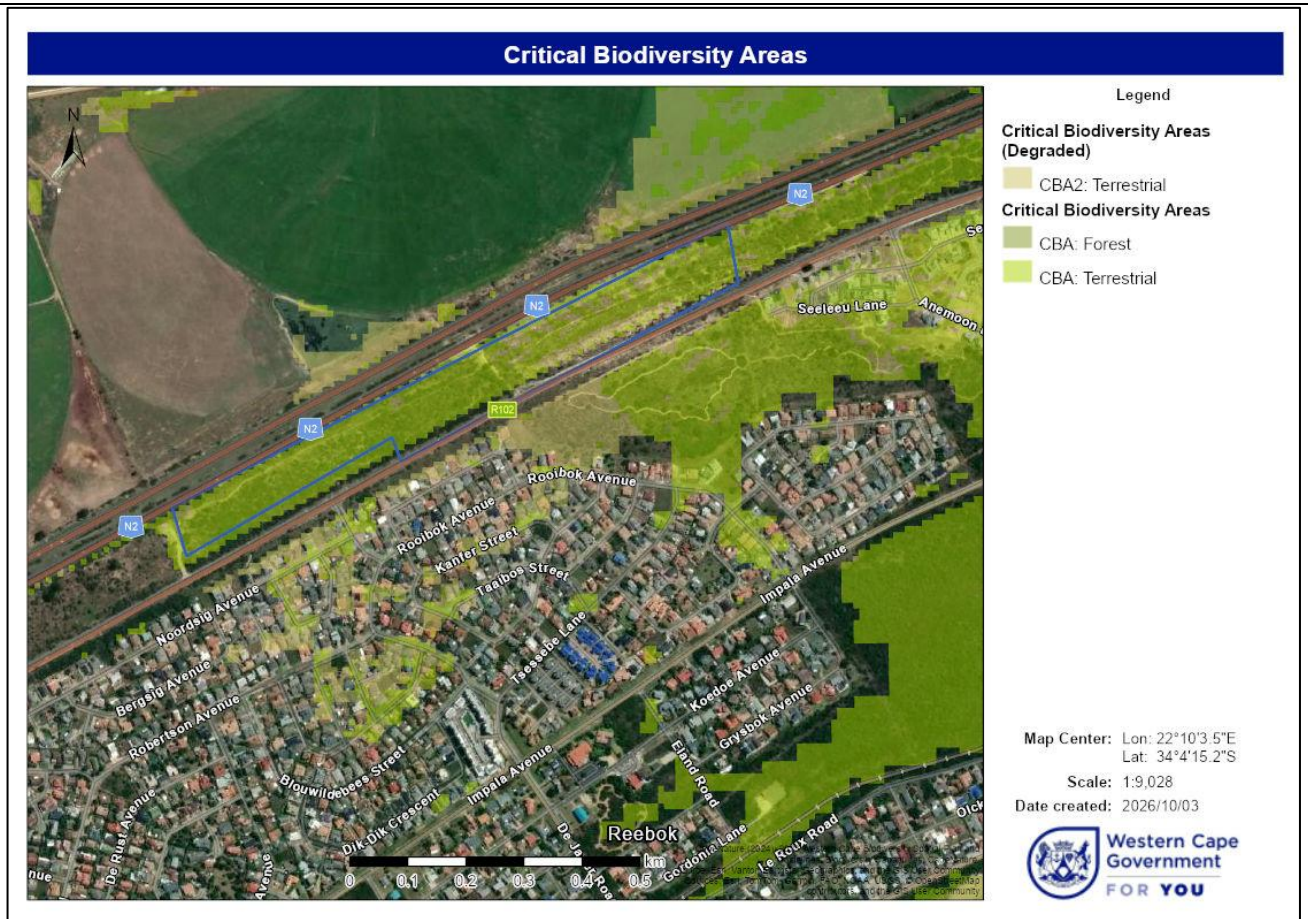 Critical Biodiversity Areas
Legend
Critical Biodiversity Areas
(Degraded)
CBA2: Terrestrial
Critical Biodiversity Areas
CBA: Forest
CBA: Terrestrial
N
N2
N2
N2
N2
R102
Seeleeu Lane
Anemoon
Rooibok Avenue
Rooibok Avenue
Kanfer Street
Taaibos Street
Impala Avenue
Noordsig Avenue
Tsessebe Lane
Bergsig Avenue
Koedoe Avenue
Robertson Avenue
Grysbok Avenue
Blouwildebees Street
Impala Avenue
Eland Road
De Rust Avenue
Dik-Dik Crescent
Reebok
Gordonia Lane
Le Roux Road
Avenue
km
0 0,1 0,2 0,3 0,4 0,5
Map Center: Lon: 22°10'3.5"E
Lat: 34°4'15.2"S
Scale: 1:9,028
Date created: 2026/10/03
Western Cape
Government
FOR YOU